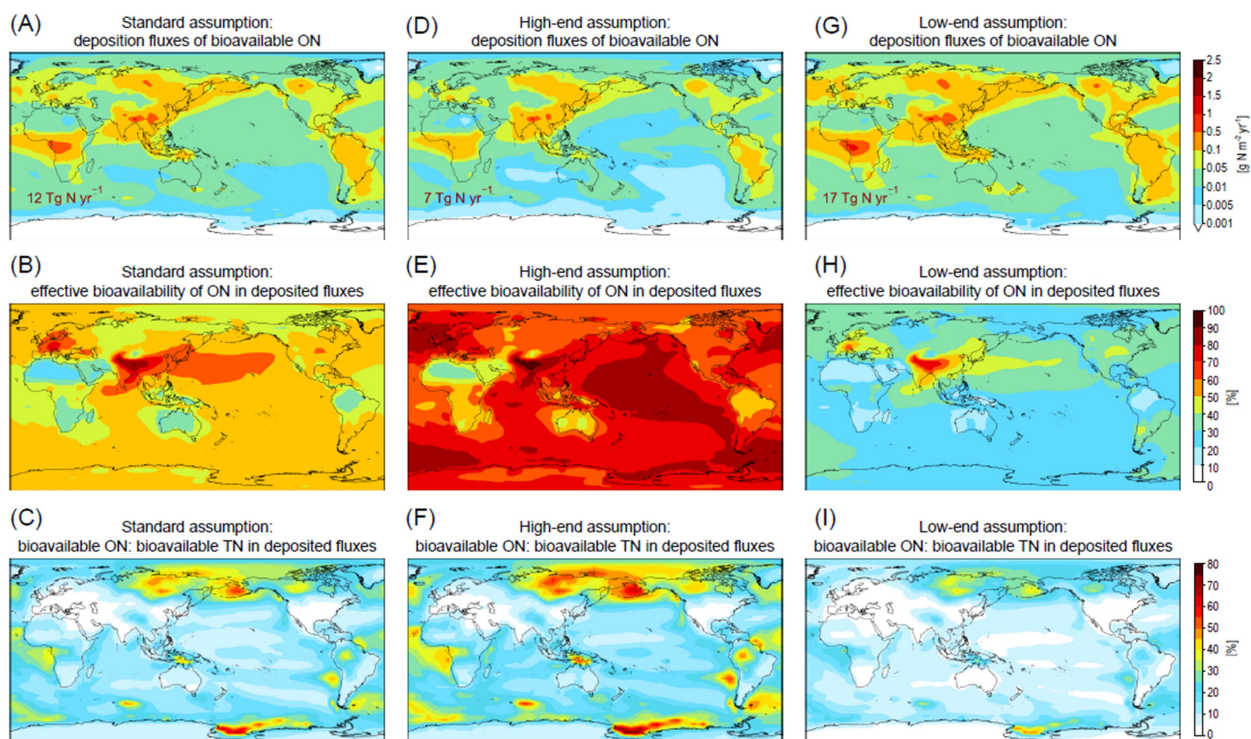 (A) Standard assumption:
deposition fluxes of bioavailable ON
12 Tg N yr⁻¹
(D) High-end assumption:
deposition fluxes of bioavailable ON
7 Tg N yr⁻¹
(G) Low-end assumption:
deposition fluxes of bioavailable ON
17 Tg N yr⁻¹
2.5
2
1.5
1
0.5
0.1
0.05
0.01
0.005
0.001
[g N m⁻² yr⁻¹]
(B) Standard assumption:
effective bioavailability of ON in deposited fluxes
(E) High-end assumption:
effective bioavailability of ON in deposited fluxes
(H) Low-end assumption:
effective bioavailability of ON in deposited fluxes
100
90
80
70
60
50
40
30
20
10
0
[%]
(C) Standard assumption:
bioavailable ON: bioavailable TN in deposited fluxes
(F) High-end assumption:
bioavailable ON: bioavailable TN in deposited fluxes
(I) Low-end assumption:
bioavailable ON: bioavailable TN in deposited fluxes
80
70
60
50
40
30
20
10
0
[%]